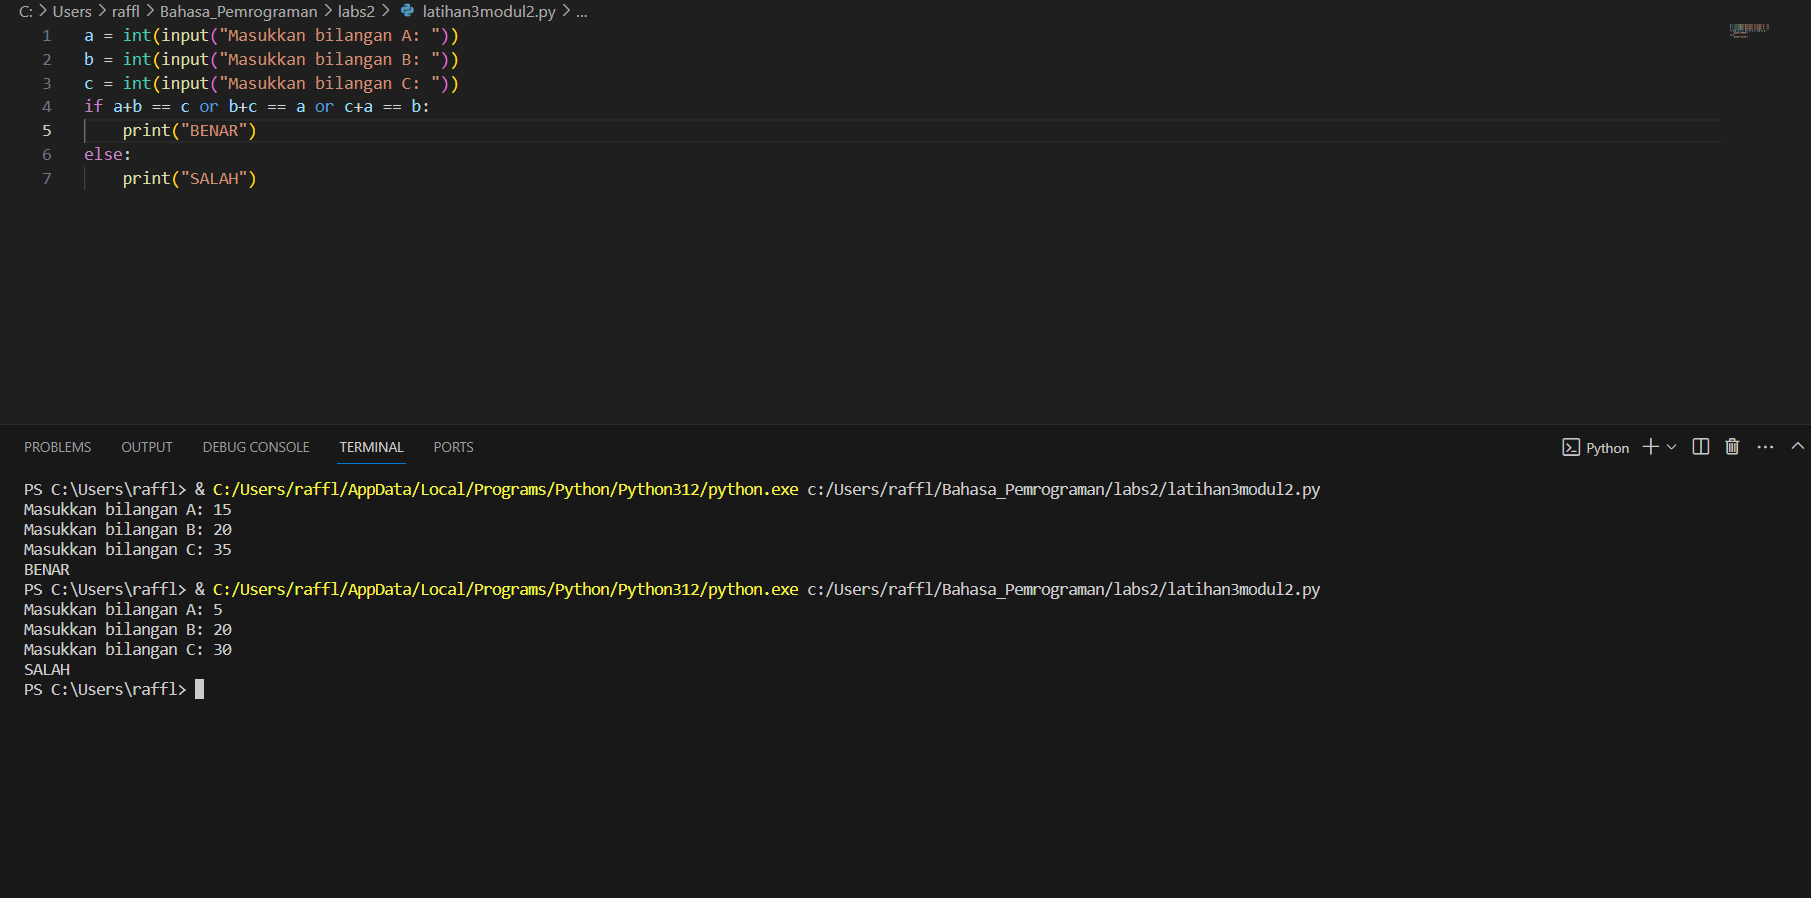 C: > Users > raffl > Bahasa_Pemrograman > labs2 > latihan3modul2.py > ...
1 a = int(input("Masukkan bilangan A: "))
2 b = int(input("Masukkan bilangan B: "))
3 c = int(input("Masukkan bilangan C: "))
4 if a+b == c or b+c == a or c+a == b:
5     print("BENAR")
6 else:
7     print("SALAH")
PROBLEMS OUTPUT DEBUG CONSOLE TERMINAL PORTS Python
PS C:\Users\raffl> & C:/Users/raffl/AppData/Local/Programs/Python/Python312/python.exe c:/Users/raffl/Bahasa_Pemrograman/labs2/latihan3modul2.py
Masukkan bilangan A: 15
Masukkan bilangan B: 20
Masukkan bilangan C: 35
BENAR
PS C:\Users\raffl> & C:/Users/raffl/AppData/Local/Programs/Python/Python312/python.exe c:/Users/raffl/Bahasa_Pemrograman/labs2/latihan3modul2.py
Masukkan bilangan A: 5
Masukkan bilangan B: 20
Masukkan bilangan C: 30
SALAH
PS C:\Users\raffl>